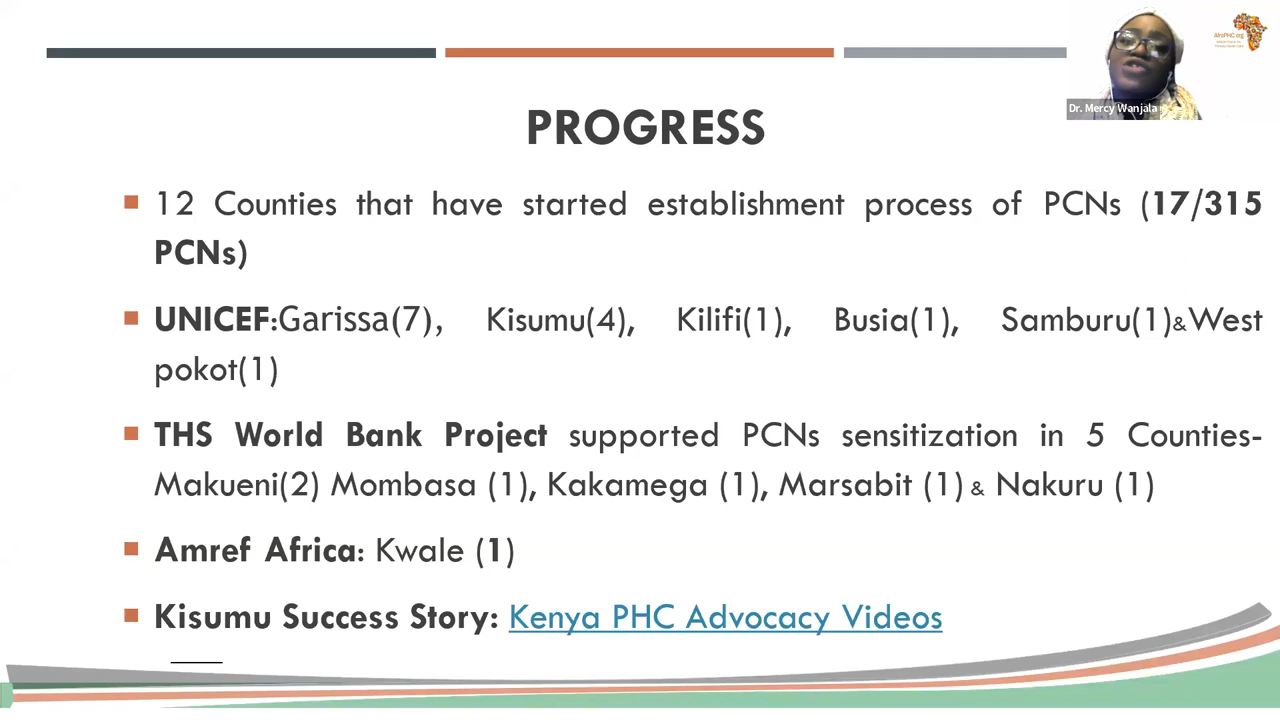 AfroPHC.org
Dr. Mercy Wanjala
PROGRESS
12 Counties that have started establishment process of PCNs (17/315
PCNs)
UNICEF:Garissa(7), Kisumu(4), Kilifi(1), Busia(1), Samburu(1)&West
pokot(1)
THS World Bank Project supported PCNs sensitization in 5 Counties-
Makueni(2) Mombasa (1), Kakamega (1), Marsabit (1) & Nakuru (1)
Amref Africa: Kwale (1)
Kisumu Success Story: Kenya PHC Advocacy Videos